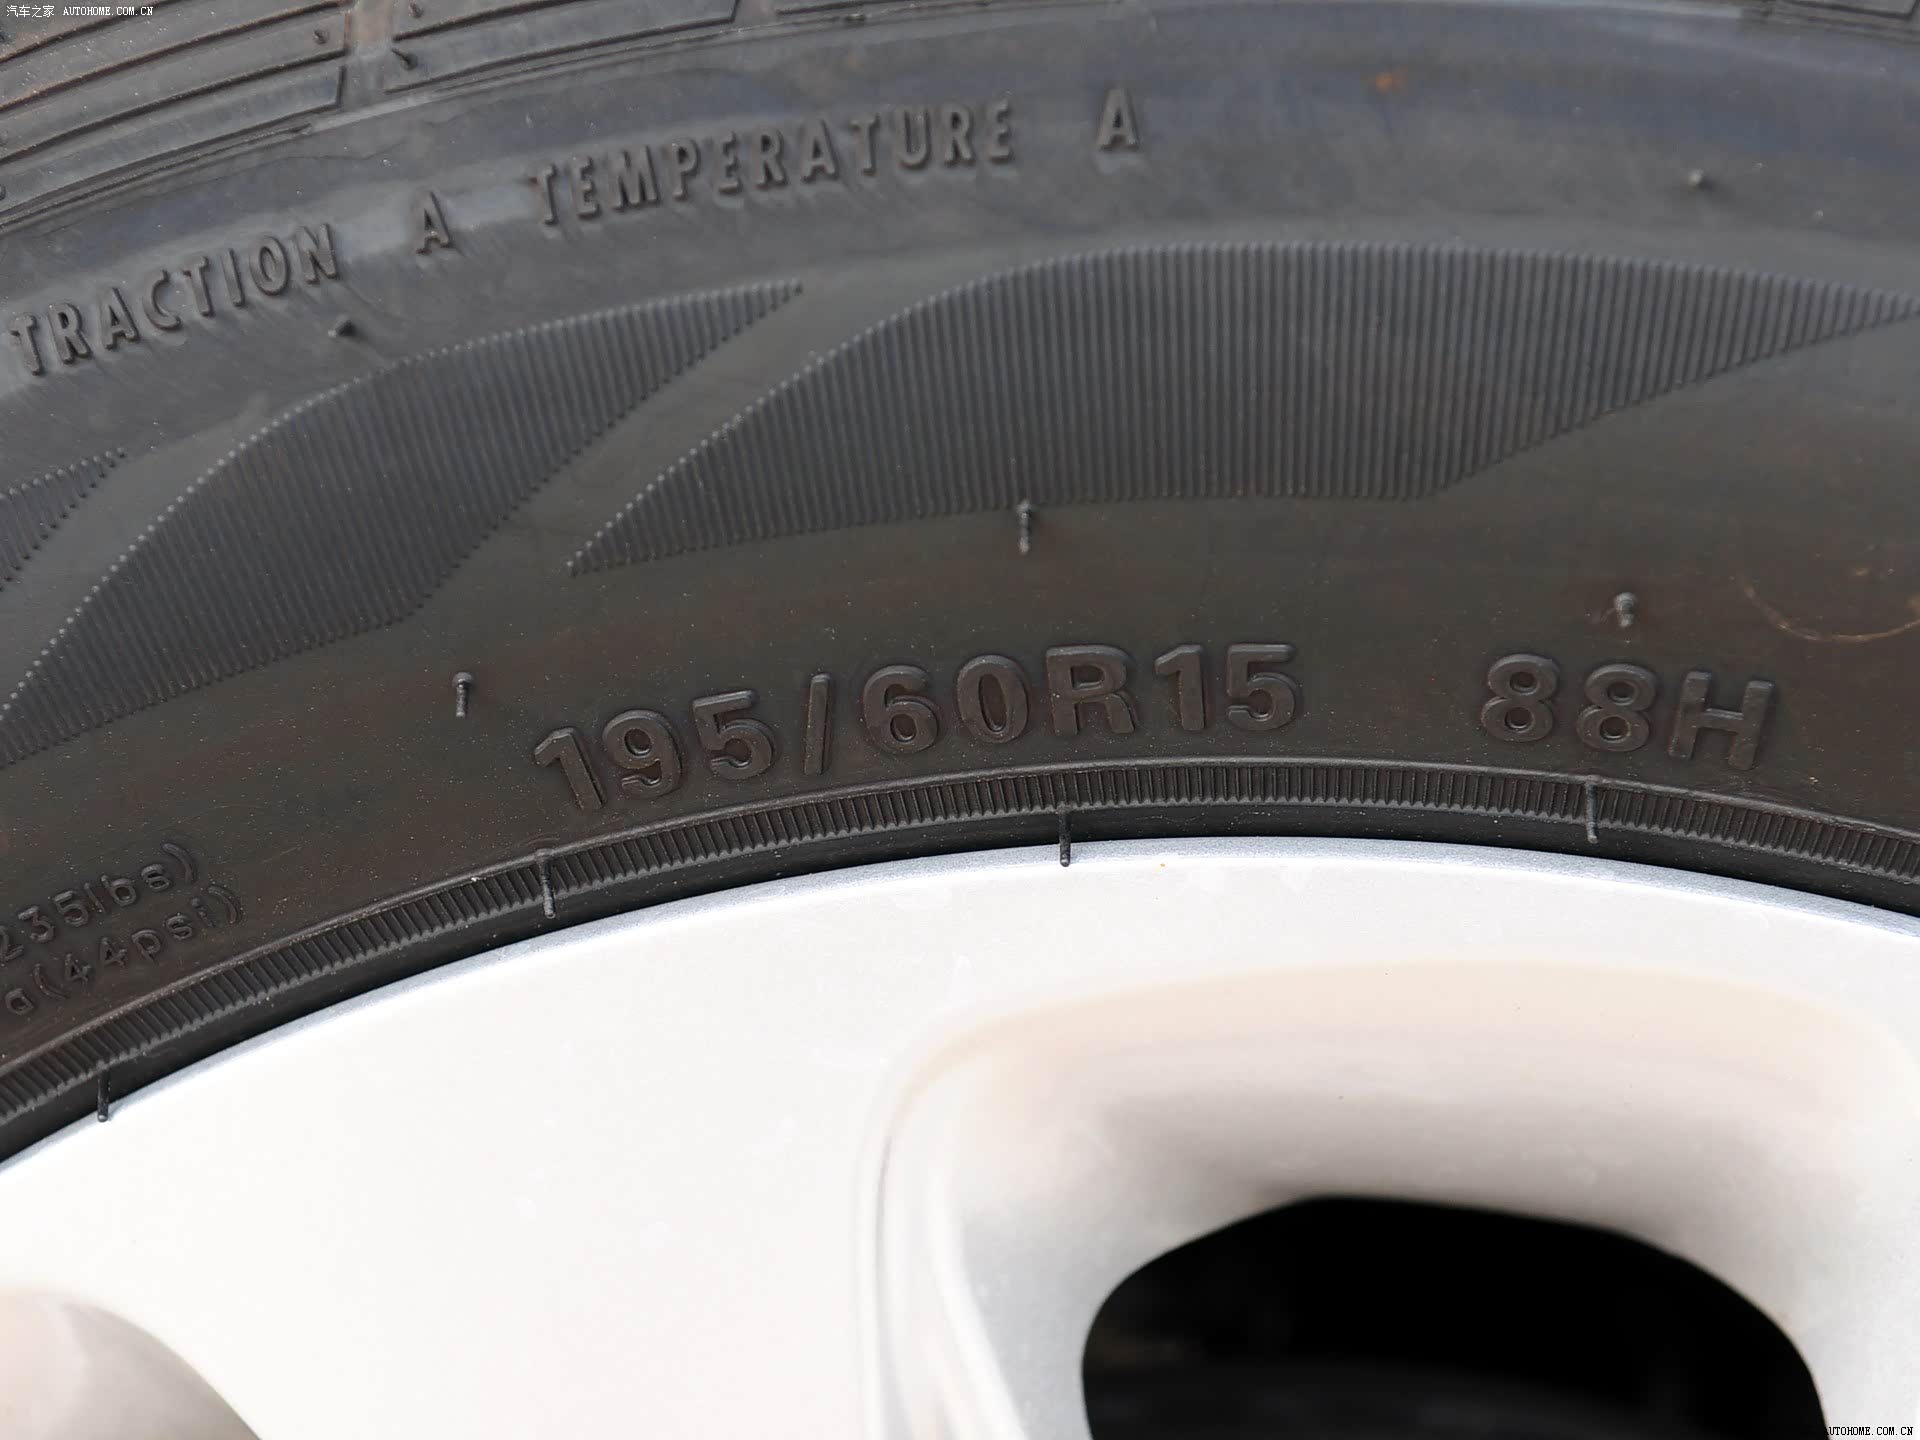 汽车之家 AUTOHOME.COM.CN
TRACTION A TEMPERATURE A
195/60R15 88H
235lbs)
a(44psi)
AUTOHOME.COM.CN